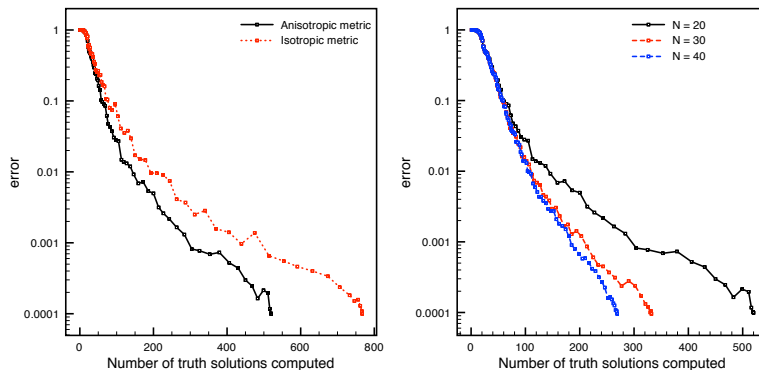 Anisotropic metric
Isotropic metric
1
0.1
0.01
0.001
0.0001
error
0
200
400
600
800
Number of truth solutions computed
N = 20
N = 30
N = 40
1
0.1
0.01
0.001
0.0001
error
0
100
200
300
400
500
Number of truth solutions computed